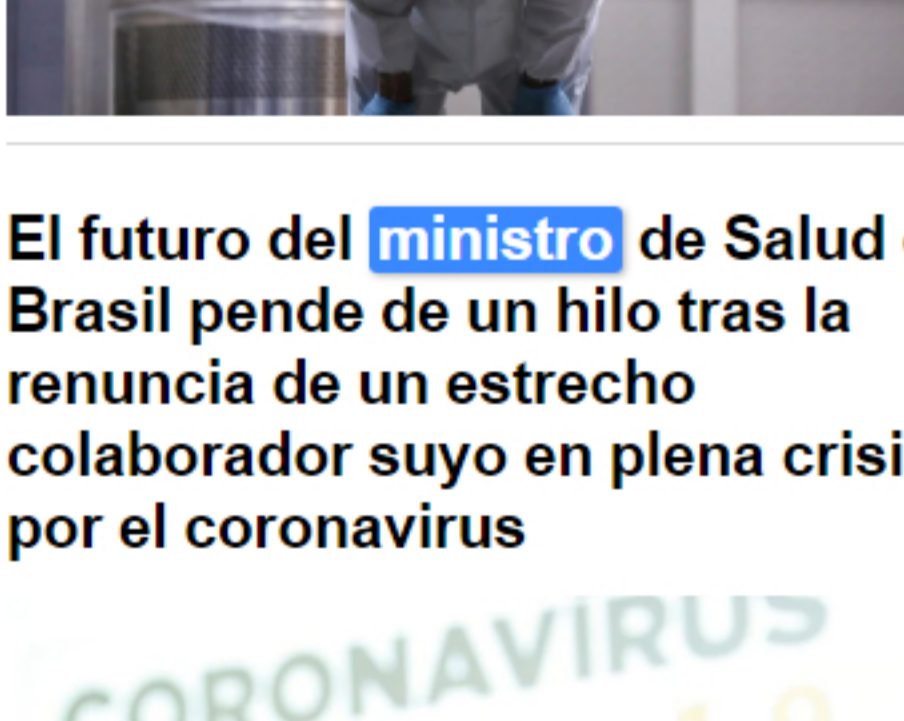 El futuro del ministro de Salud
Brasil pende de un hilo tras la
renuncia de un estrecho
colaborador suyo en plena crisi
por el coronavirus
CORONAVIRUS